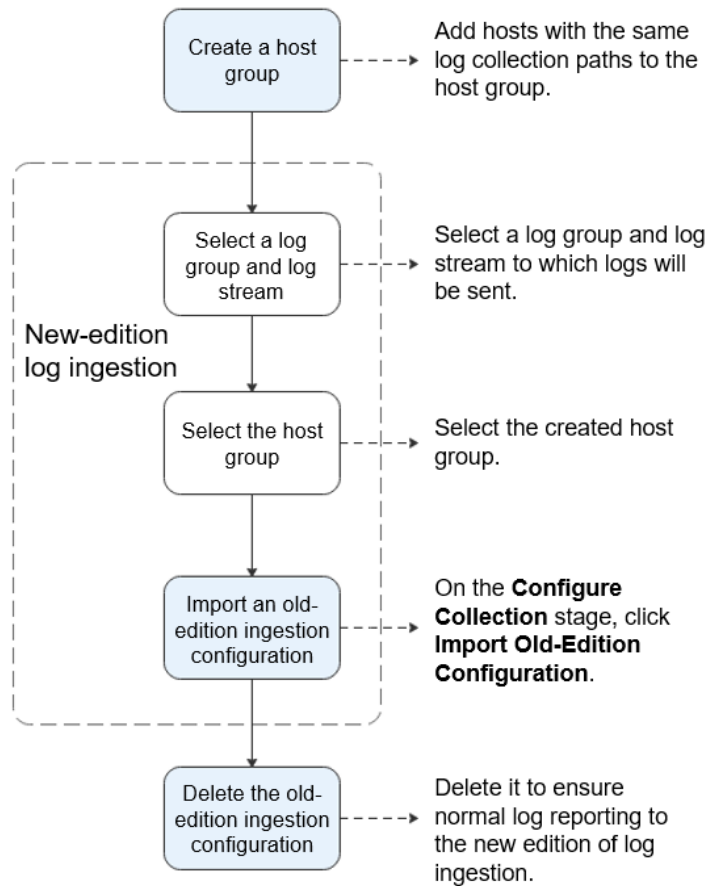 Create a host
group
Add hosts with the same
log collection paths to the
host group.
Select a log
group and log
stream
Select a log group and log
stream to which logs will
be sent.
New-edition
log ingestion
Select the host
group
Select the created host
group.
Import an old-
edition ingestion
configuration
On the Configure
Collection stage, click
Import Old-Edition
Configuration.
Delete the old-
edition ingestion
configuration
Delete it to ensure
normal log reporting to
the new edition of log
ingestion.